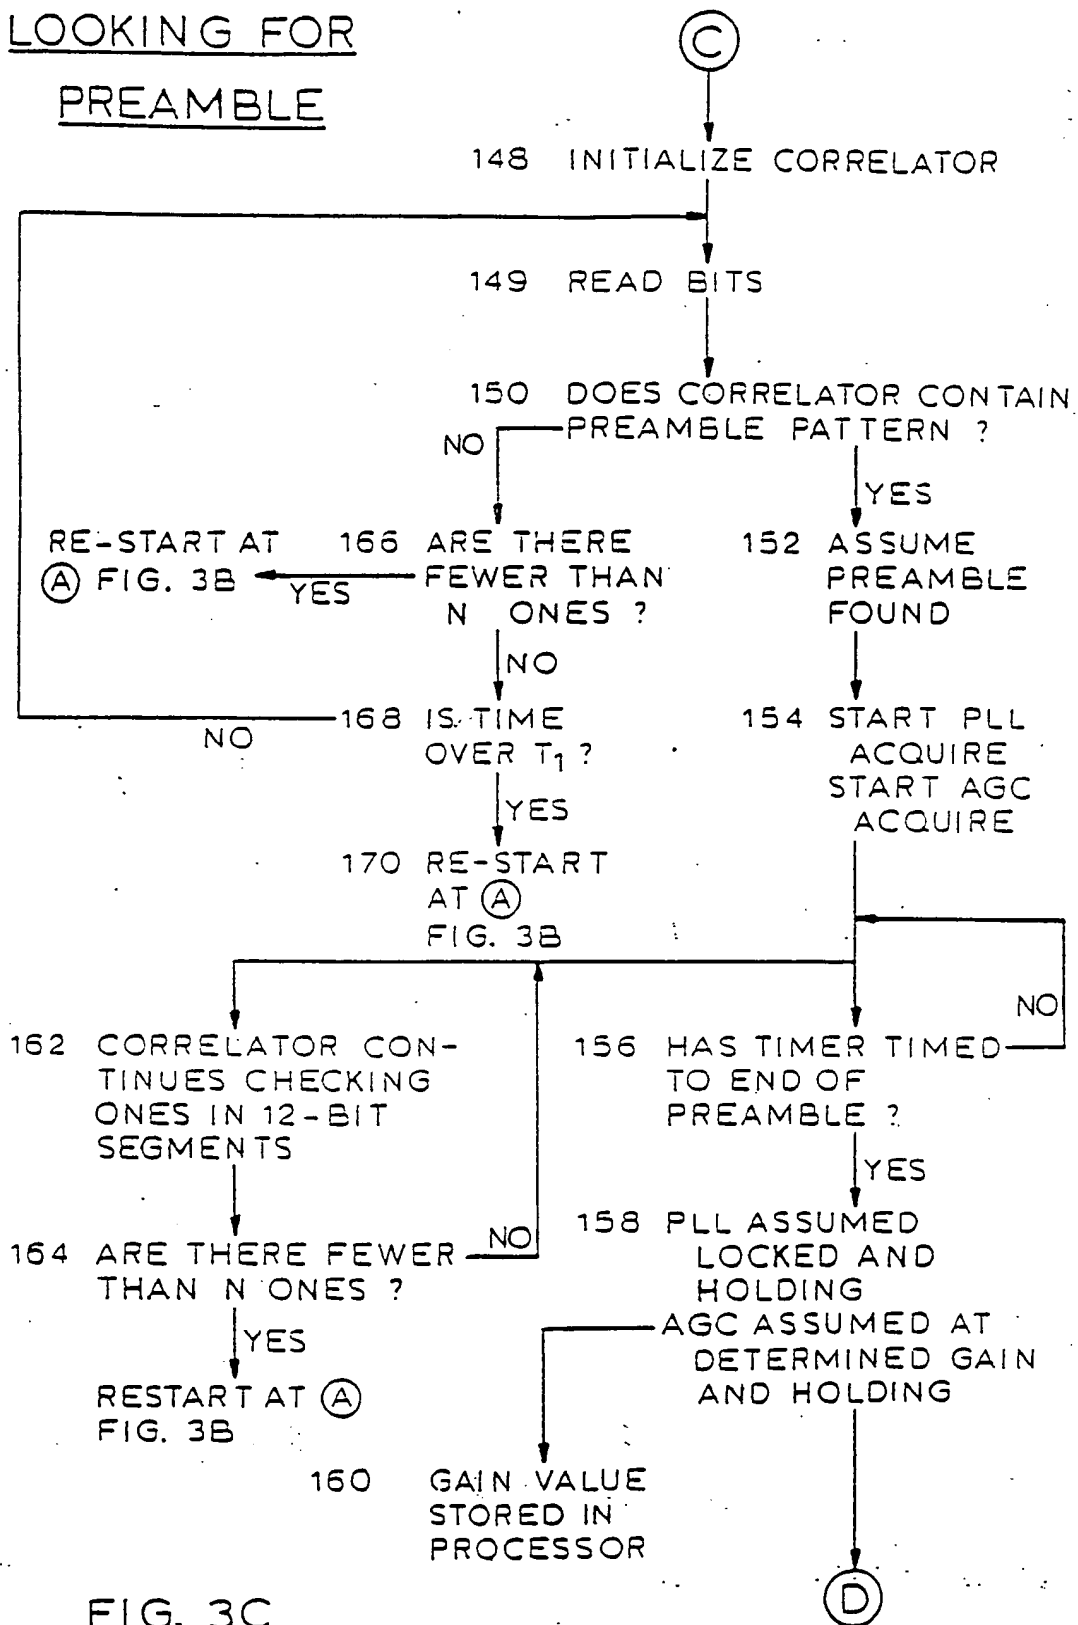 LOOKING FOR
PREAMBLE
C
148 INITIALIZE CORRELATOR
149 READ BITS
150 DOES CORRELATOR CONTAIN
PREAMBLE PATTERN ?
NO
YES
RE-START AT
A FIG. 3B
YES
166 ARE THERE
FEWER THAN
N ONES ?
152 ASSUME
PREAMBLE
FOUND
NO
NO
168 IS TIME
OVER T1 ?
154 START PLL
ACQUIRE
START AGC
ACQUIRE
YES
170 RE-START
AT A
FIG. 3B
NO
162 CORRELATOR CON-
TINUES CHECKING
ONES IN 12-BIT
SEGMENTS
156 HAS TIMER TIMED
TO END OF
PREAMBLE ?
YES
164 ARE THERE FEWER
THAN N ONES ?
NO
158 PLL ASSUMED
LOCKED AND
HOLDING
AGC ASSUMED AT
DETERMINED GAIN
AND HOLDING
YES
RESTART AT A
FIG. 3B
160 GAIN VALUE
STORED IN
PROCESSOR
D
FIG. 3C